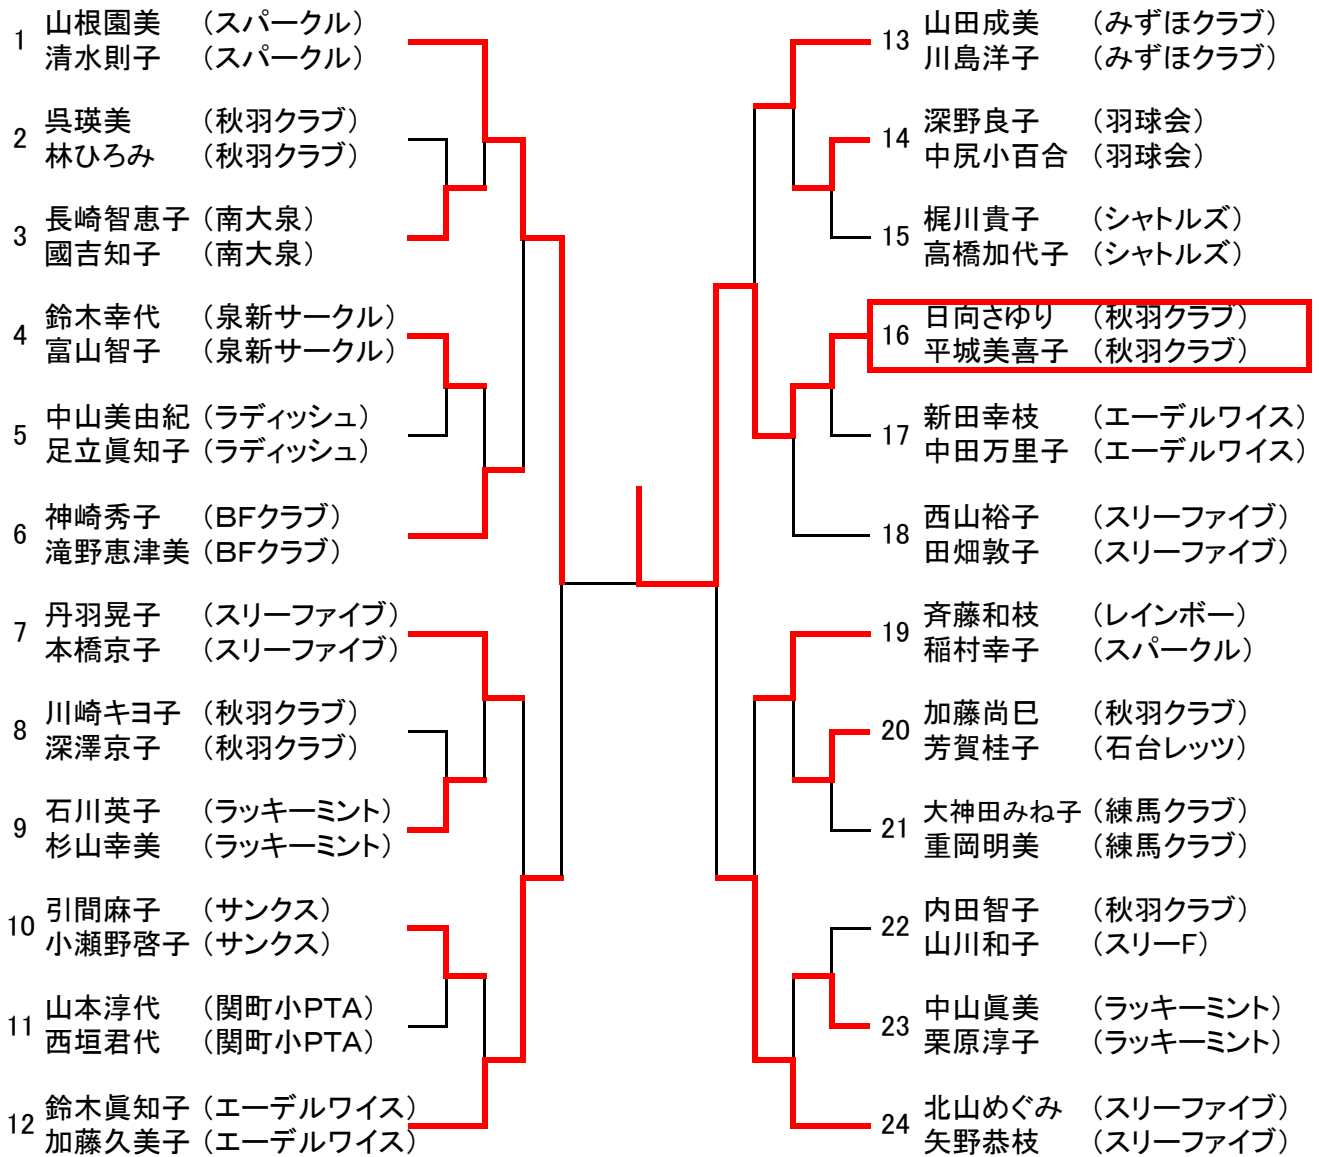 1 山根園美 (スパークル)
清水則子 (スパークル)
2 呉瑛美 (秋羽クラブ)
林ひろみ (秋羽クラブ)
3 長崎智恵子 (南大泉)
國吉知子 (南大泉)
4 鈴木幸代 (泉新サークル)
富山智子 (泉新サークル)
5 中山美由紀 (ラディッシュ)
足立眞知子 (ラディッシュ)
6 神崎秀子 (BFクラブ)
滝野恵津美 (BFクラブ)
7 丹羽晃子 (スリーファイブ)
本橋京子 (スリーファイブ)
8 川崎キヨ子 (秋羽クラブ)
深澤京子 (秋羽クラブ)
9 石川英子 (ラッキーミント)
杉山幸美 (ラッキーミント)
10 引間麻子 (サンクス)
小瀬野啓子 (サンクス)
11 山本淳代 (関町小PTA)
西垣君代 (関町小PTA)
12 鈴木眞知子 (エーデルワイス)
加藤久美子 (エーデルワイス)
13 山田成美 (みずほクラブ)
川島洋子 (みずほクラブ)
14 深野良子 (羽球会)
中尻小百合 (羽球会)
15 梶川貴子 (シャトルズ)
高橋加代子 (シャトルズ)
16 日向さゆり (秋羽クラブ)
平城美喜子 (秋羽クラブ)
17 新田幸枝 (エーデルワイス)
中田万里子 (エーデルワイス)
18 西山裕子 (スリーファイブ)
田畑敦子 (スリーファイブ)
19 斉藤和枝 (レインボー)
稲村幸子 (スパークル)
20 加藤尚巳 (秋羽クラブ)
芳賀桂子 (石台レッツ)
21 大神田みね子 (練馬クラブ)
重岡明美 (練馬クラブ)
22 内田智子 (秋羽クラブ)
山川和子 (スリーF)
23 中山眞美 (ラッキーミント)
栗原淳子 (ラッキーミント)
24 北山めぐみ (スリーファイブ)
矢野恭枝 (スリーファイブ)